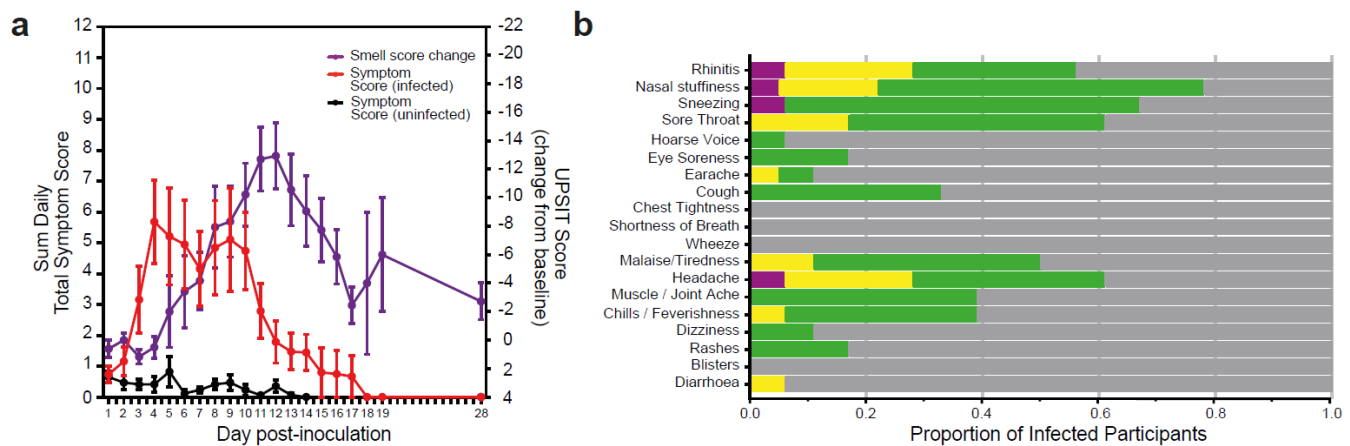 a
12
11
10
9
8
7
6
5
4
3
2
1
0
Sum Daily
Total Symptom Score
Smell score change
Symptom
Score (infected)
Symptom
Score (uninfected)
-22
-20
-18
-16
-14
-12
-10
-8
-6
-4
-2
0
2
4
UPSIT Score
(change from baseline)
1 2 3 4 5 6 7 8 9 10 11 12 13 14 15 16 17 18 19 28
Day post-inoculation
b
Rhinitis
Nasal stuffiness
Sneezing
Sore Throat
Hoarse Voice
Eye Soreness
Earache
Cough
Chest Tightness
Shortness of Breath
Wheeze
Malaise/Tiredness
Headache
Muscle / Joint Ache
Chills / Feverishness
Dizziness
Rashes
Blisters
Diarrhoea
0.0 0.2 0.4 0.6 0.8 1.0
Proportion of Infected Participants